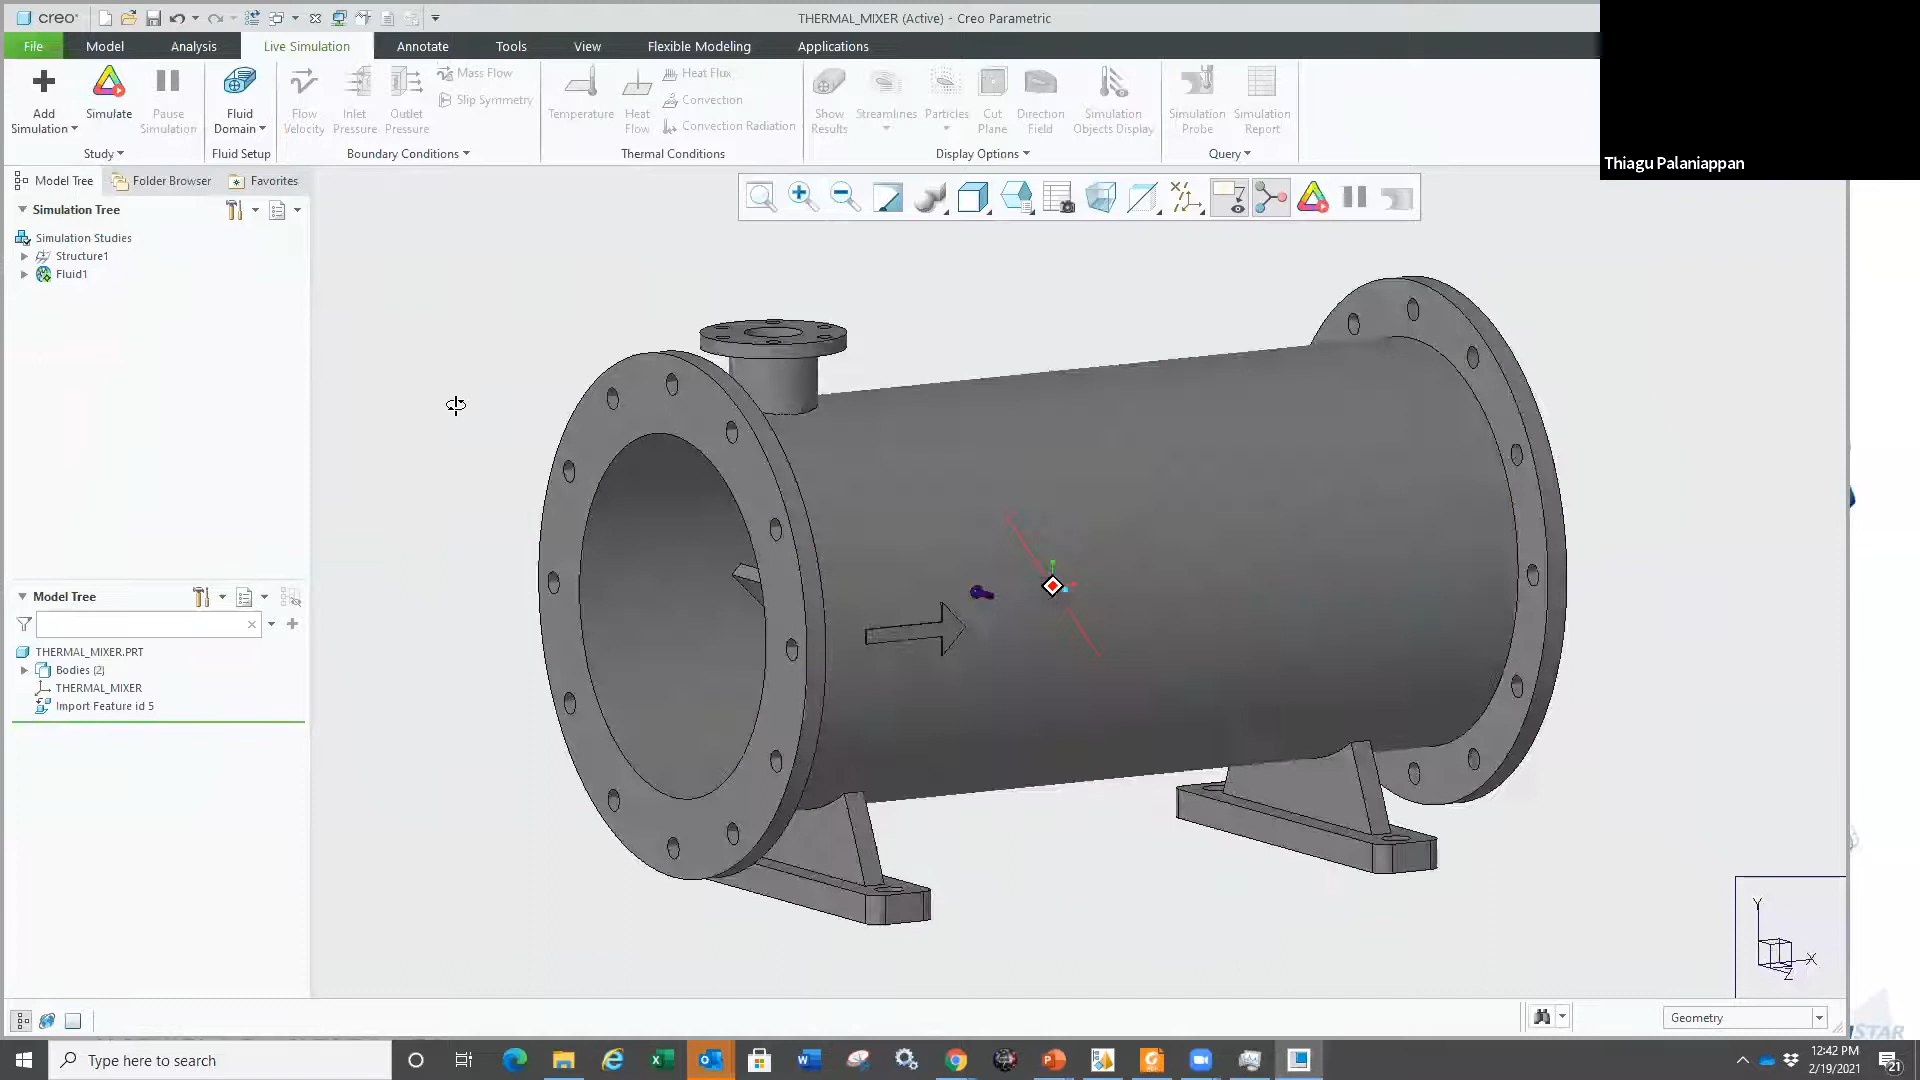 creo
THERMAL_MIXER (Active) - Creo Parametric
File
Model
Analysis
Live Simulation
Annotate
Tools
View
Flexible Modeling
Applications
Add Simulation
Simulate
Pause Simulation
Fluid Domain
Flow Velocity
Inlet Pressure
Outlet Pressure
Mass Flow
Slip Symmetry
Temperature
Heat Flow
Heat Flux
Convection
Convection Radiation
Show Results
Streamlines
Particles
Cut Plane
Direction Field
Simulation Objects Display
Simulation Probe
Simulation Report
Study
Fluid Setup
Boundary Conditions
Thermal Conditions
Display Options
Query
Thiagu Palaniappan
Model Tree
Folder Browser
Favorites
Simulation Tree
Simulation Studies
Structure1
Fluid1
Model Tree
THERMAL_MIXER.PRT
Bodies (2)
THERMAL_MIXER
Import Feature id 5
Y
X
Z
Geometry
STAR
Type here to search
12:42 PM
2/19/2021
21